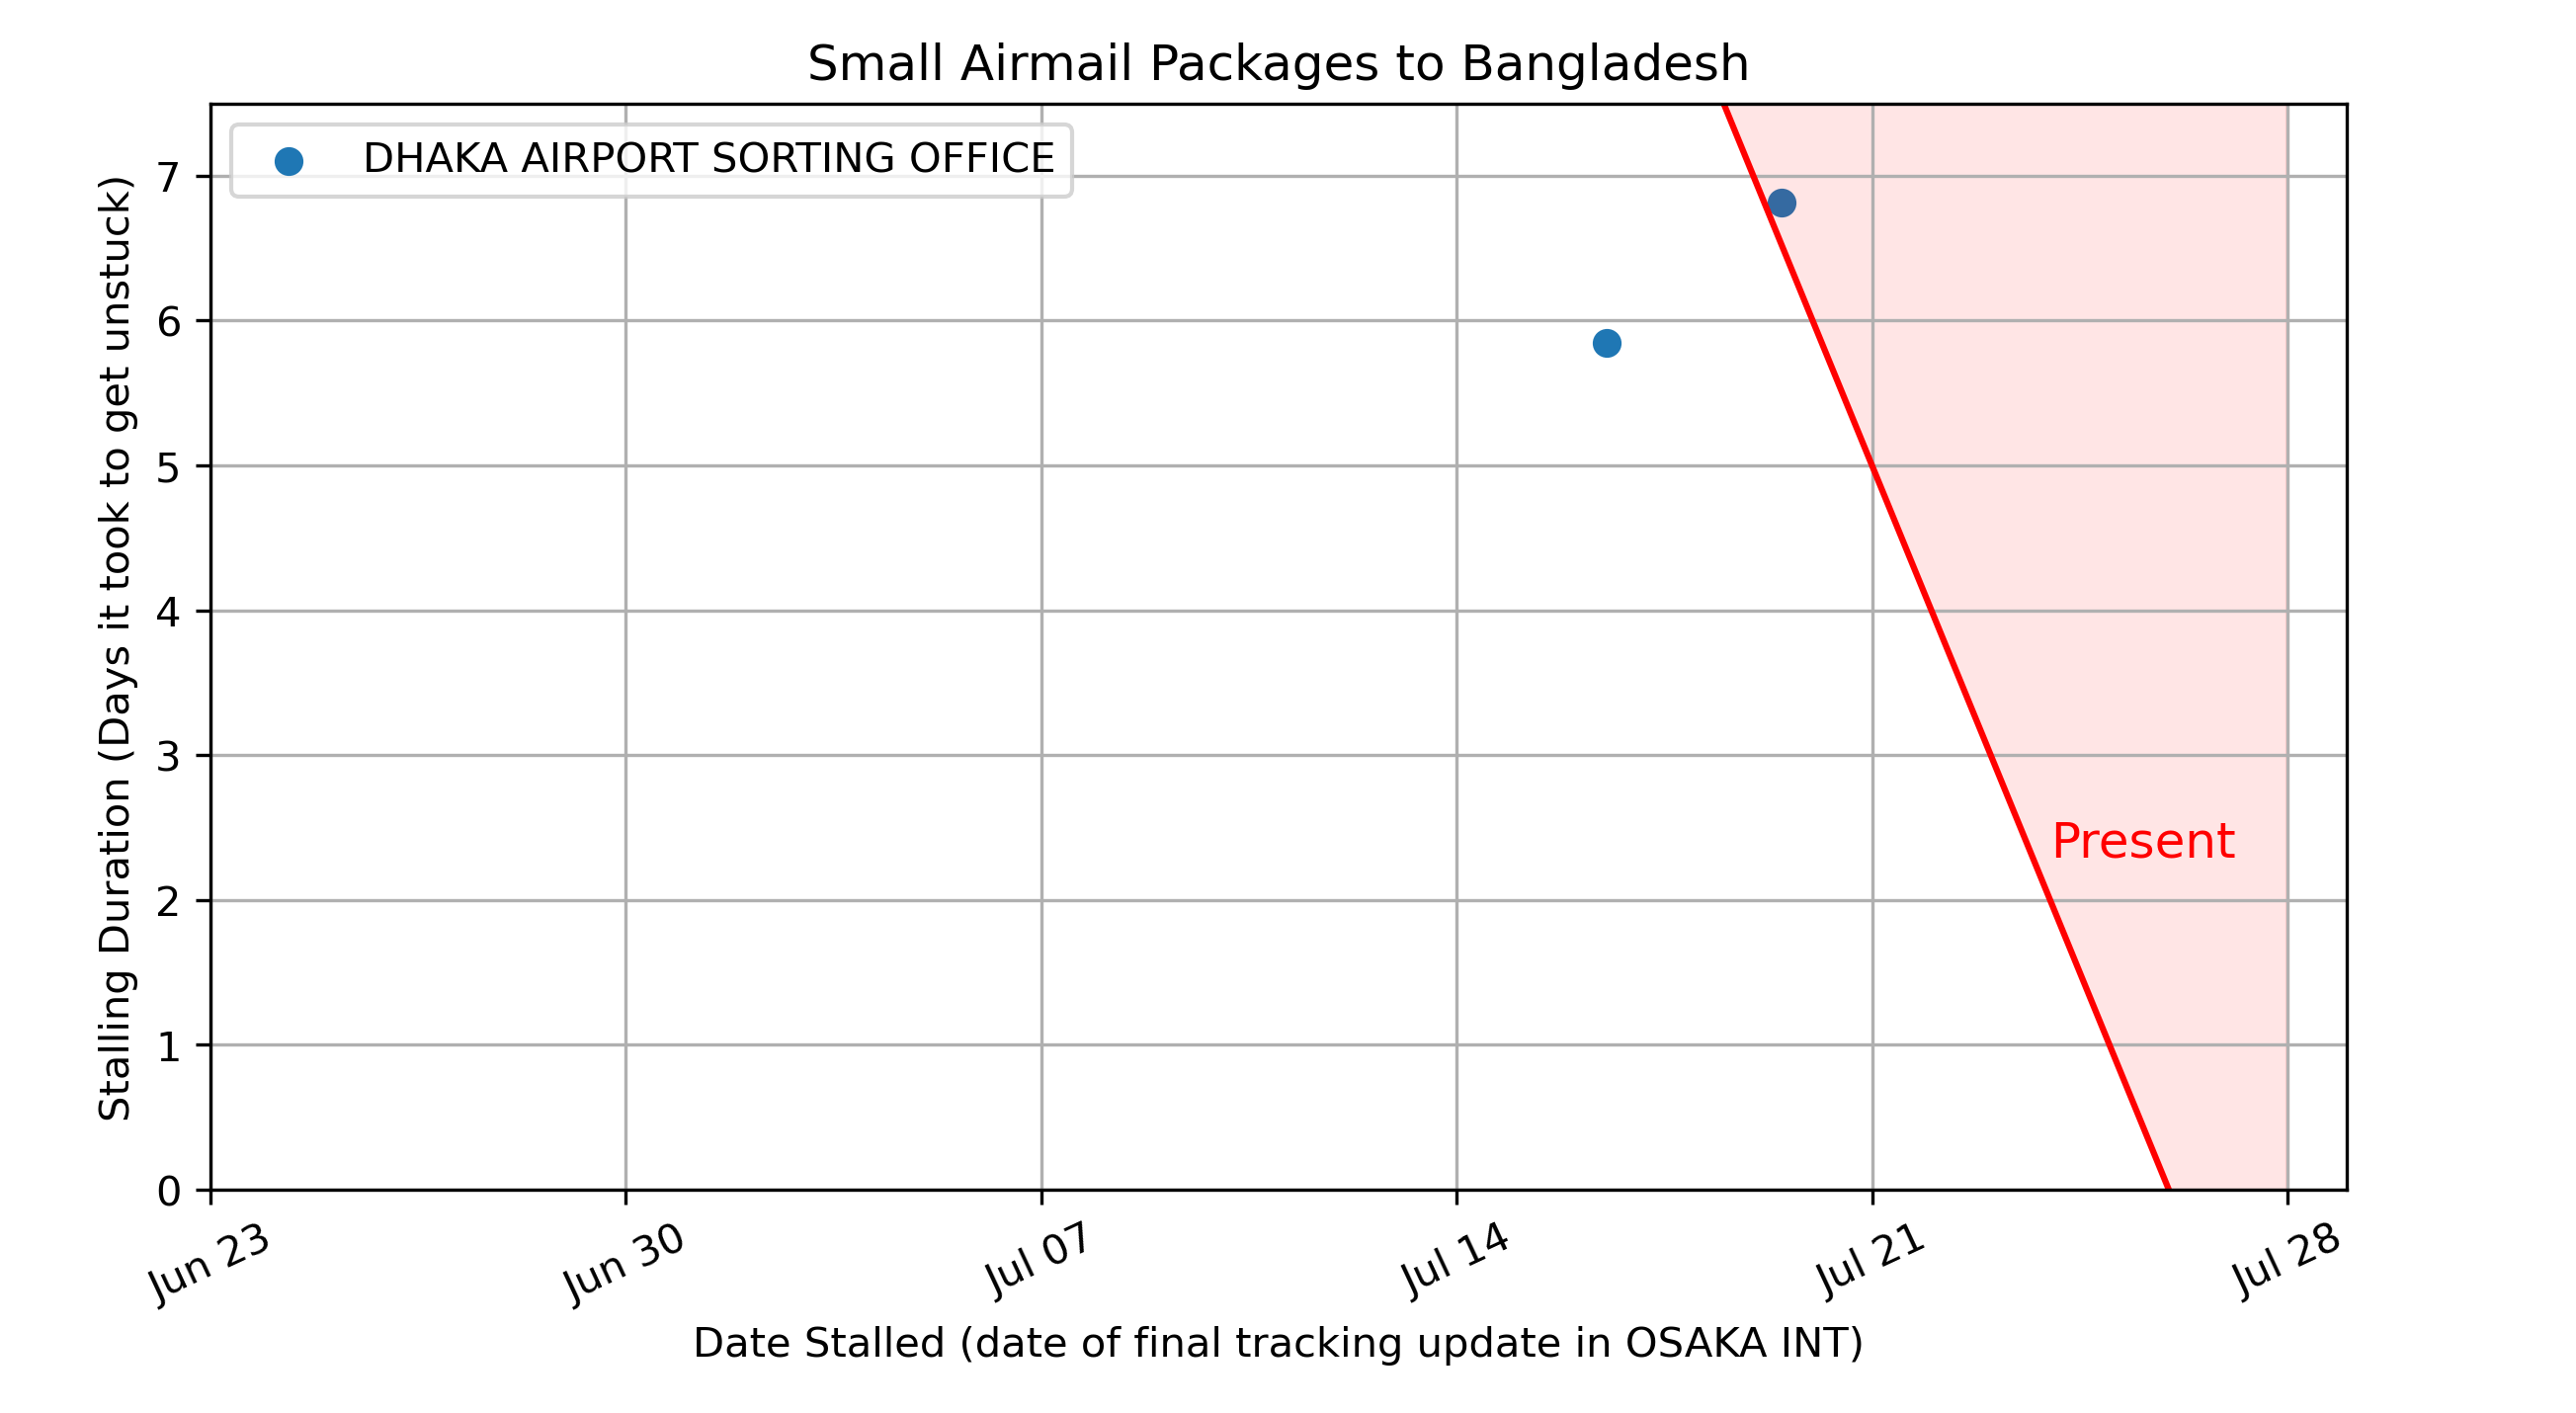 Small Airmail Packages to Bangladesh
DHAKA AIRPORT SORTING OFFICE
Stalling Duration (Days it took to get unstuck)
7
6
5
4
3
2
1
0
Present
Jun 23
Jun 30
Jul 07
Jul 14
Jul 21
Jul 28
Date Stalled (date of final tracking update in OSAKA INT)